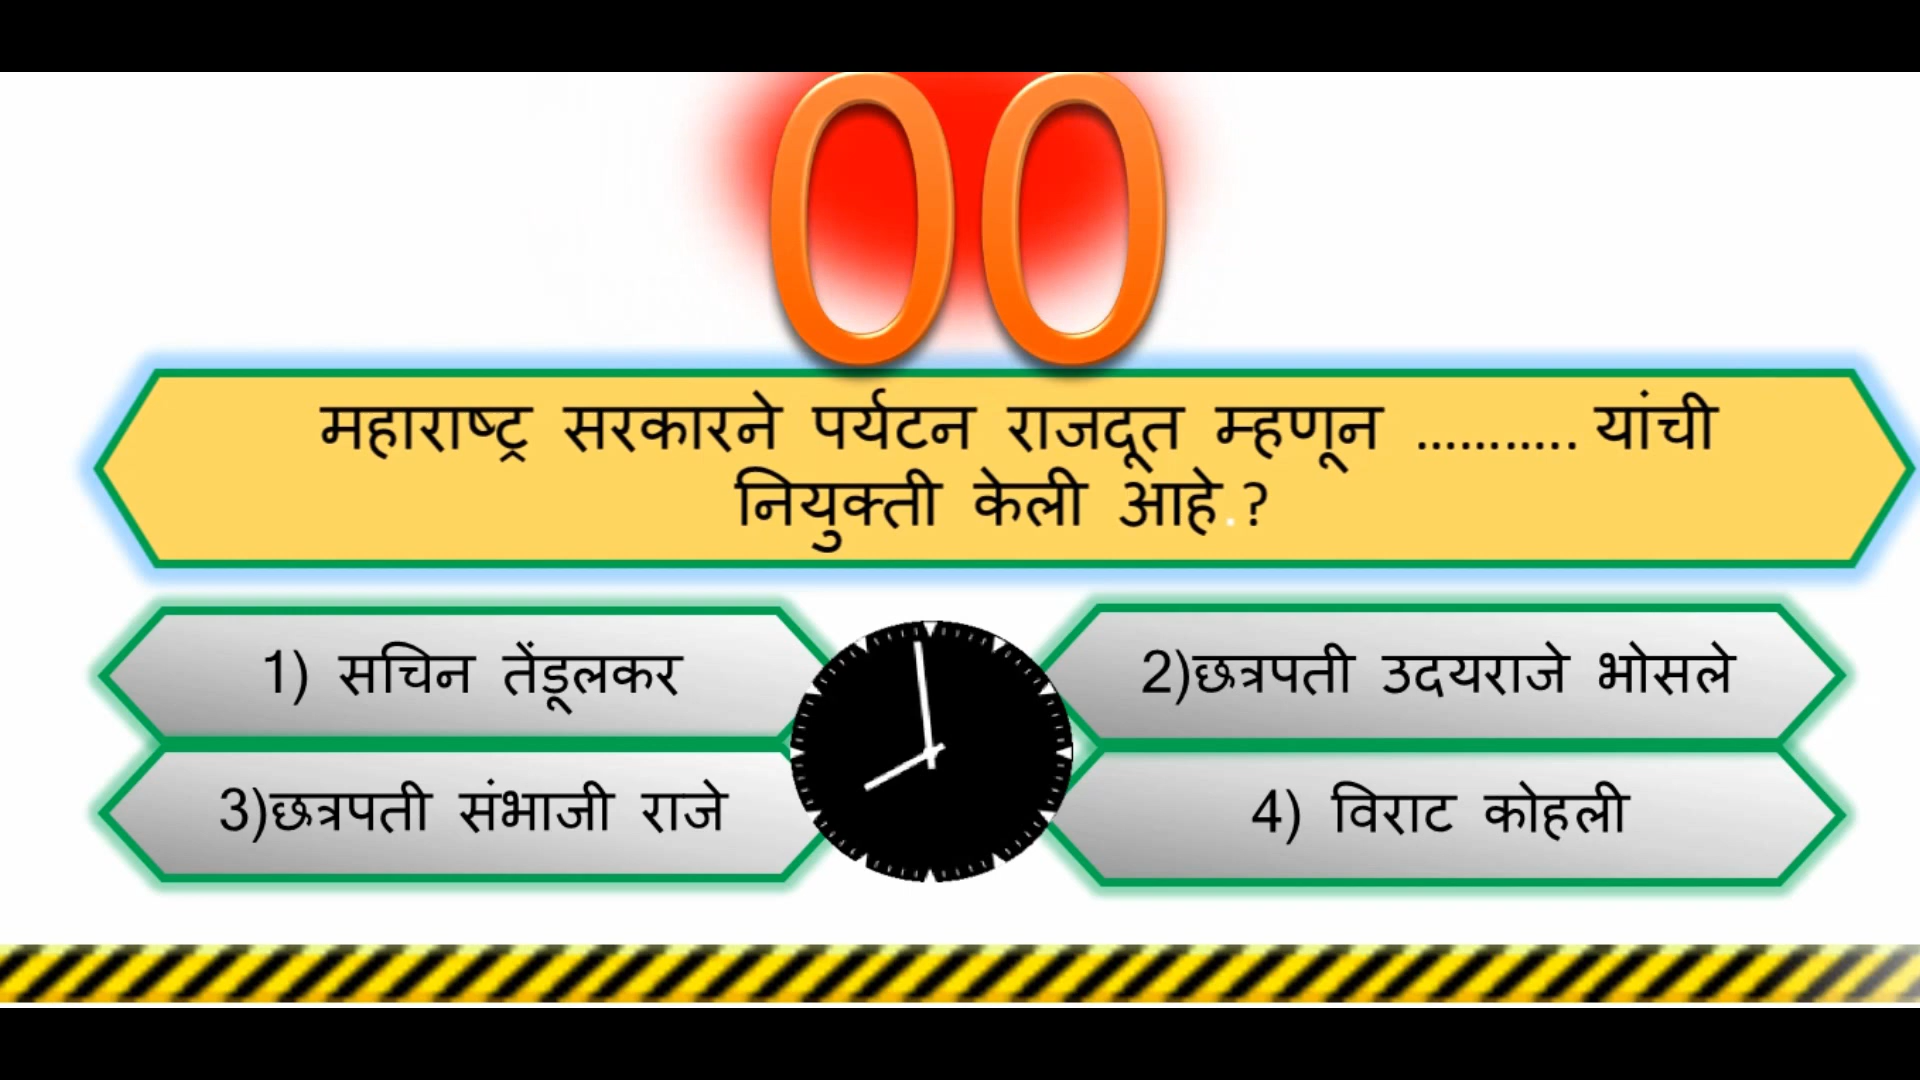 00
महाराष्ट्र सरकारने पर्यटन राजदूत म्हणून ........... यांची
नियुक्ती केली आहे.?
1) सचिन तेंडूलकर
2)छत्रपती उदयराजे भोसले
3)छत्रपती संभाजी राजे
4) विराट कोहली